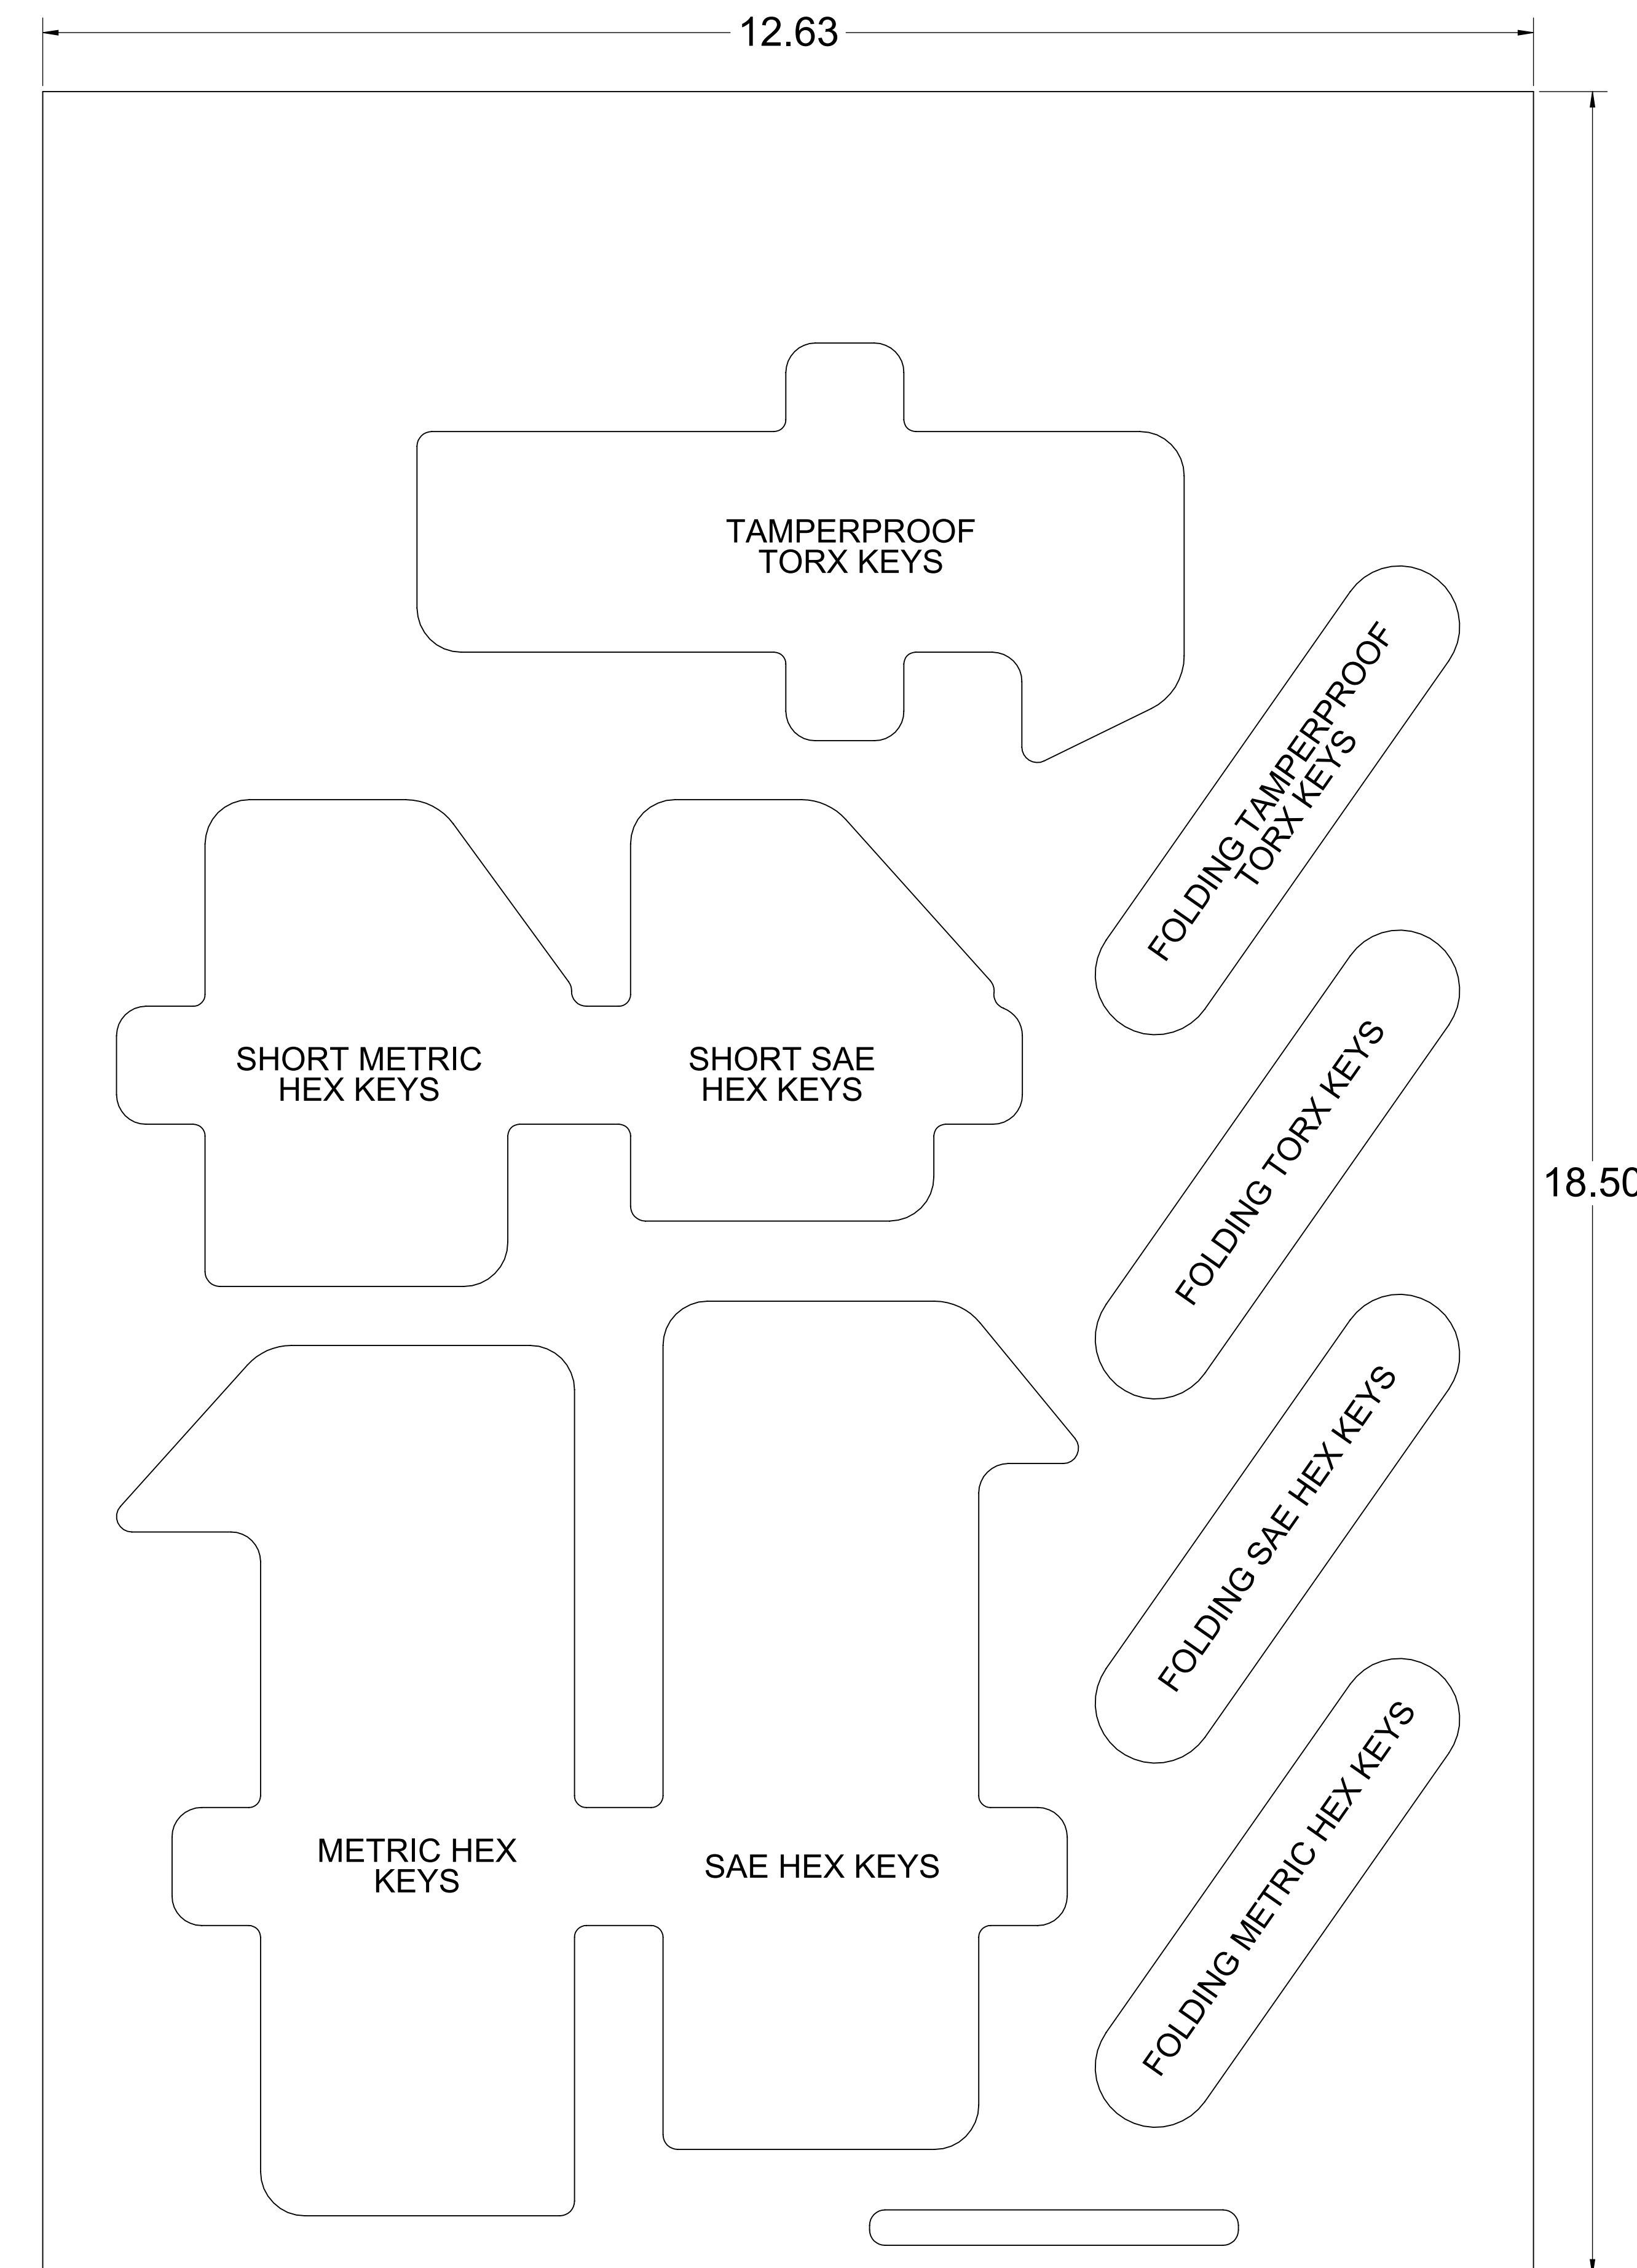 12.63
TAMPERPROOF
TORX KEYS
FOLDING TAMPERPROOF
TORX KEYS
SHORT METRIC
HEX KEYS
SHORT SAE
HEX KEYS
FOLDING TORX KEYS
18.50
FOLDING SAE HEX KEYS
METRIC HEX
KEYS
SAE HEX KEYS
FOLDING METRIC HEX KEYS